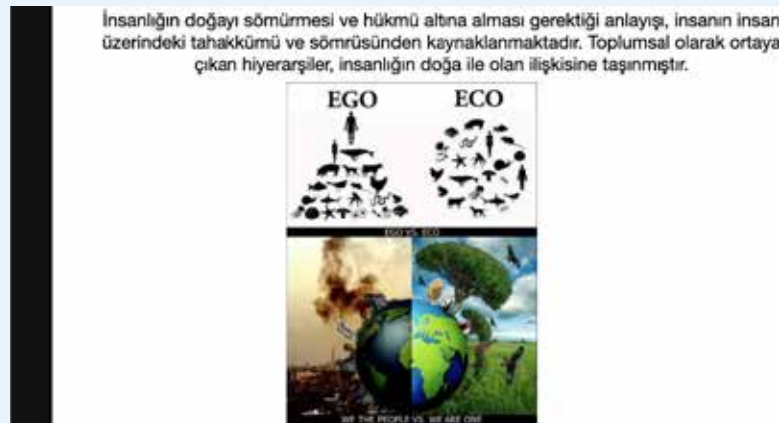 İnsanlığın doğayı sömürmesi ve hükmü altına alması gerektiği anlayışı, insanın insan
üzerindeki tahakkümü ve sömrüsünden kaynaklanmaktadır. Toplumsal olarak ortaya
çıkan hiyerarşiler, insanlığın doğa ile olan ilişkisine taşınmıştır.
EGO ECO
EGO VS. ECO
WE THE PEOPLE VS. WE ARE ONE